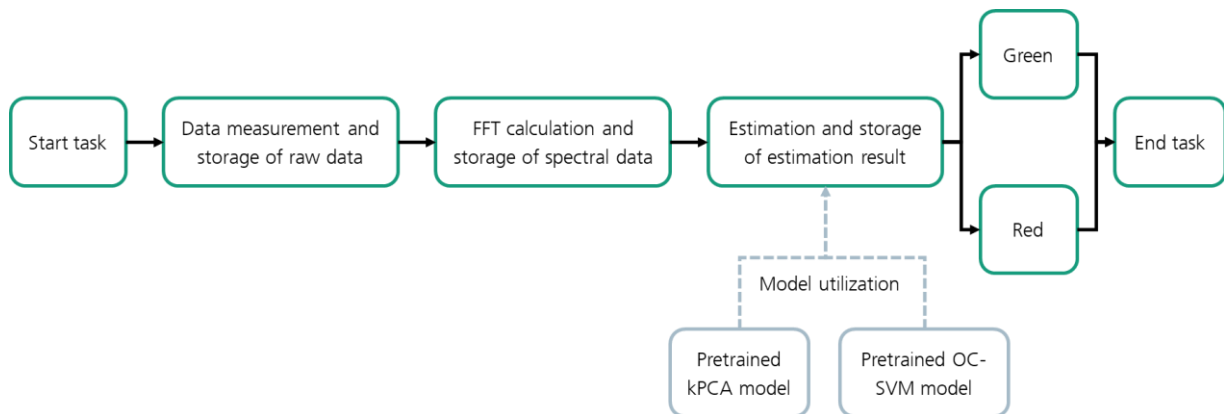 Start task
Data measurement and
storage of raw data
FFT calculation and
storage of spectral data
Estimation and storage
of estimation result
Green
Red
End task
Model utilization
Pretrained
kPCA model
Pretrained OC-
SVM model